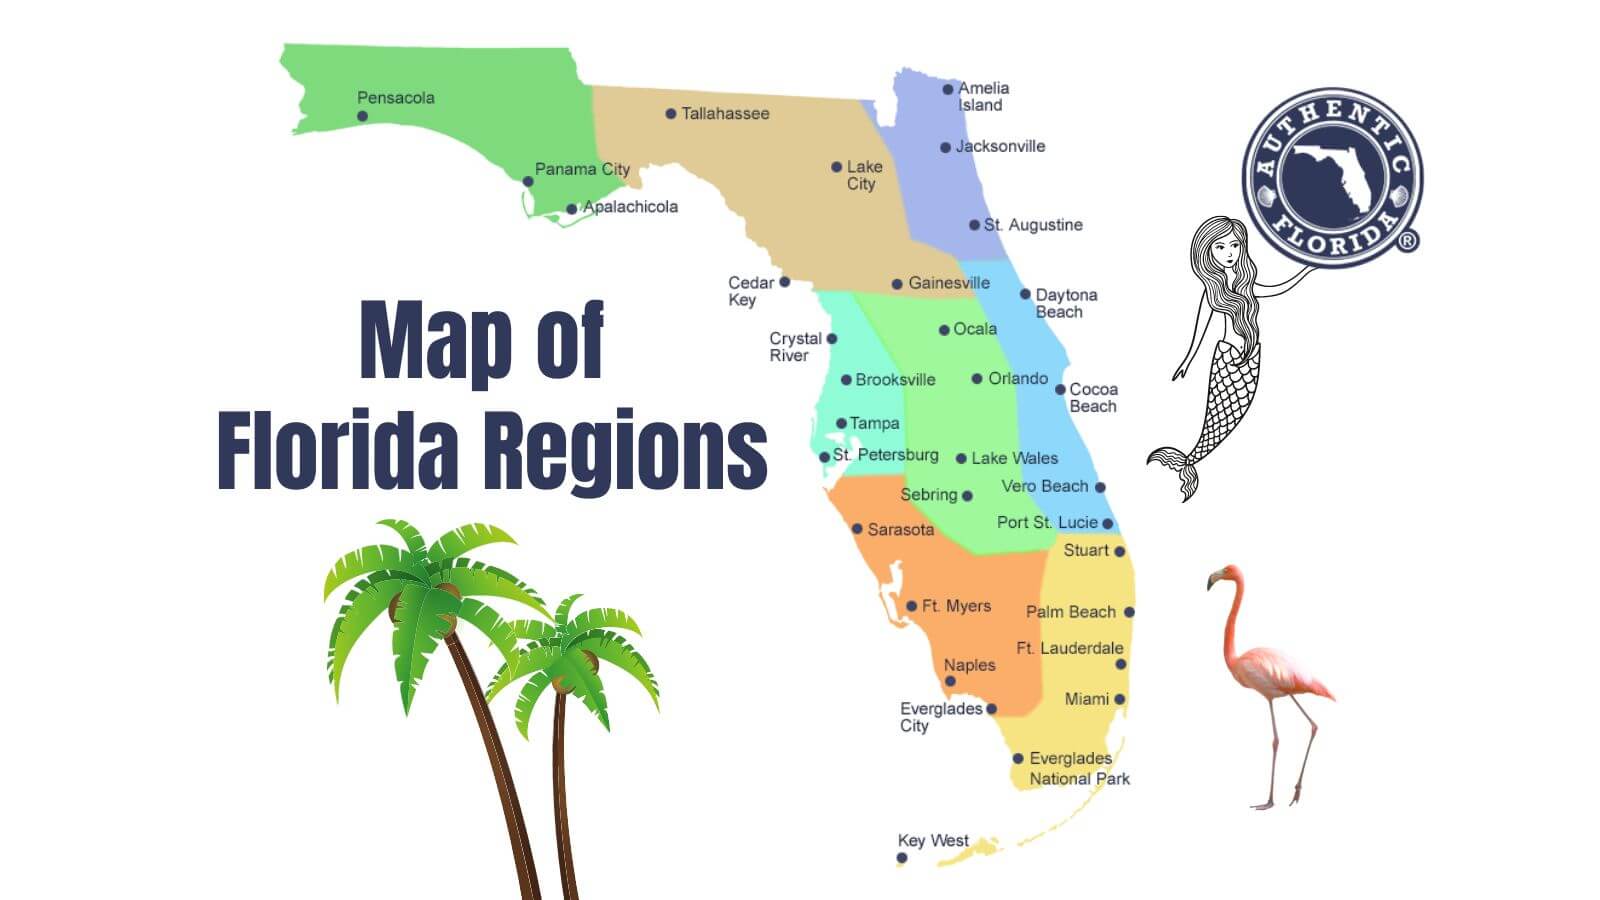 Map of
Florida Regions
Pensacola
Panama City
Apalachicola
Tallahassee
Lake
City
Amelia
Island
Jacksonville
St. Augustine
Cedar
Key
Gainesville
Daytona
Beach
Crystal
River
Ocala
Brooksville
Orlando
Cocoa
Beach
Tampa
St. Petersburg
Lake Wales
Sebring
Vero Beach
Port St. Lucie
Sarasota
Stuart
Ft. Myers
Palm Beach
Ft. Lauderdale
Naples
Miami
Everglades
City
Everglades
National Park
Key West
AUTHENTIC
FLORIDA
®